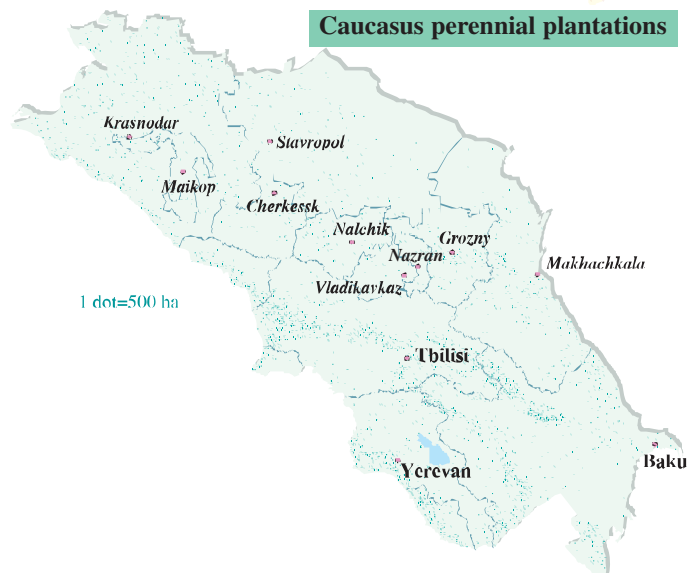 Caucasus perennial plantations
Krasnodar
Stavropol
Maikop
Cherkessk
Nalchik
Grozny
Nazran
Makhachkala
Vladikavkaz
1 dot=500 ha
Tbilisi
Baku
Yerevan